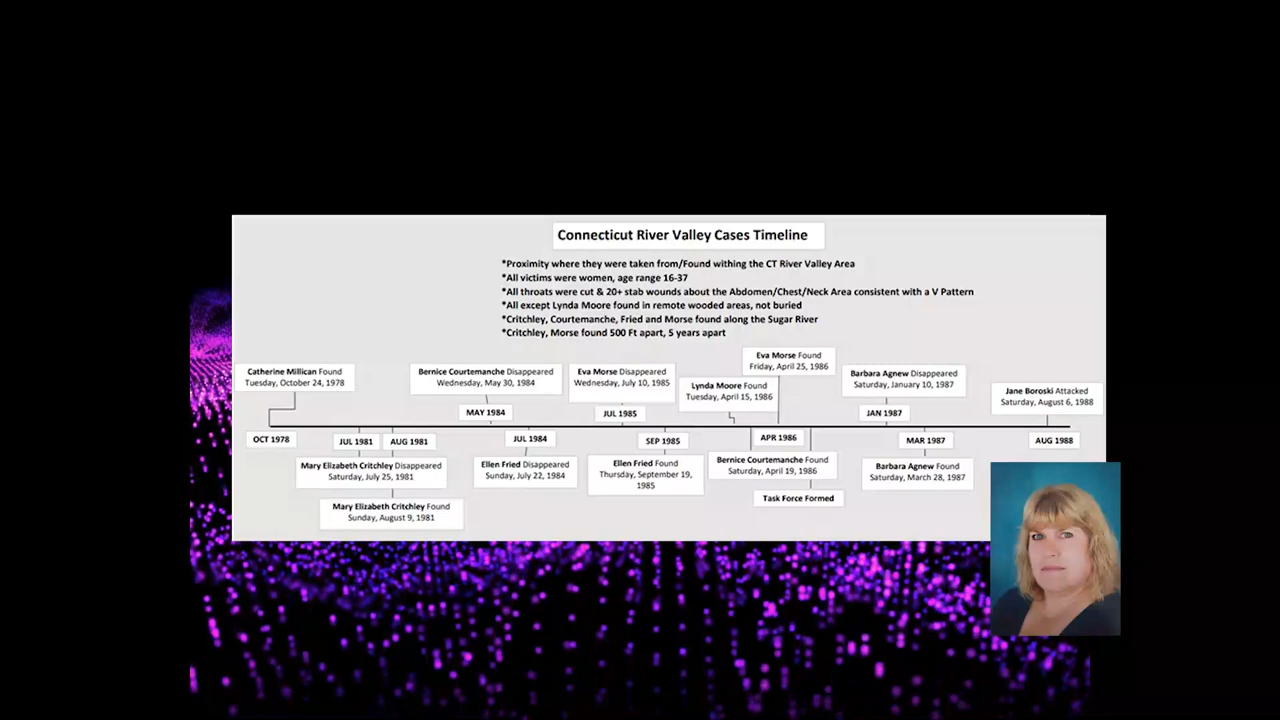 Connecticut River Valley Cases Timeline
*Proximity where they were taken from/Found withing the CT River Valley Area
*All victims were women, age range 16-37
*All throats were cut & 20+ stab wounds about the Abdomen/Chest/Neck Area consistent with a V Pattern
*All except Lynda Moore found in remote wooded areas, not buried
*Critchley, Courtemanche, Fried and Morse found along the Sugar River
*Critchley, Morse found 500 Ft apart, 5 years apart
Catherine Millican Found
Tuesday, October 24, 1978
Bernice Courtemanche Disappeared
Wednesday, May 30, 1984
Eva Morse Disappeared
Wednesday, July 10, 1985
Lynda Moore Found
Tuesday, April 15, 1986
Eva Morse Found
Friday, April 25, 1986
Barbara Agnew Disappeared
Saturday, January 10, 1987
Jane Boroski Attacked
Saturday, August 6, 1988
MAY 1984
JUL 1985
JAN 1987
OCT 1978
JUL 1981
AUG 1981
JUL 1984
SEP 1985
APR 1986
MAR 1987
AUG 1988
Mary Elizabeth Critchley Disappeared
Saturday, July 25, 1981
Mary Elizabeth Critchley Found
Sunday, August 9, 1981
Ellen Fried Disappeared
Sunday, July 22, 1984
Ellen Fried Found
Thursday, September 19,
1985
Bernice Courtemanche Found
Saturday, April 19, 1986
Task Force Formed
Barbara Agnew Found
Saturday, March 28, 1987